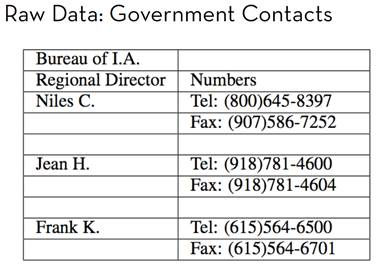 Raw Data: Government Contacts
Bureau of I.A.
Regional Director Numbers
Niles C. Tel: (800)645-8397
Fax: (907)586-7252
Jean H. Tel: (918)781-4600
Fax: (918)781-4604
Frank K. Tel: (615)564-6500
Fax: (615)564-6701